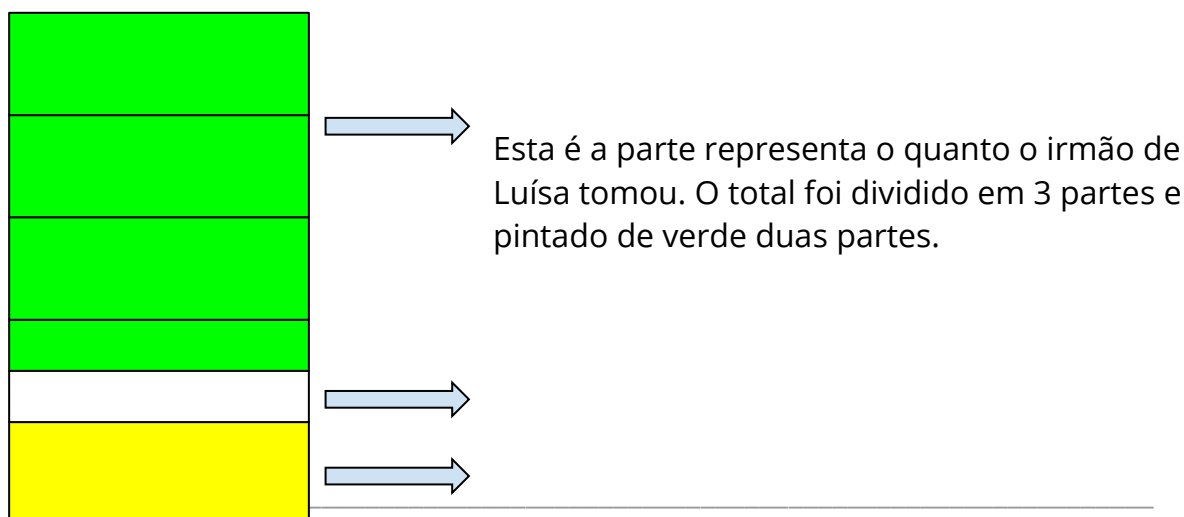 Esta é a parte representa o quanto o irmão de
Luísa tomou. O total foi dividido em 3 partes e
pintado de verde duas partes.